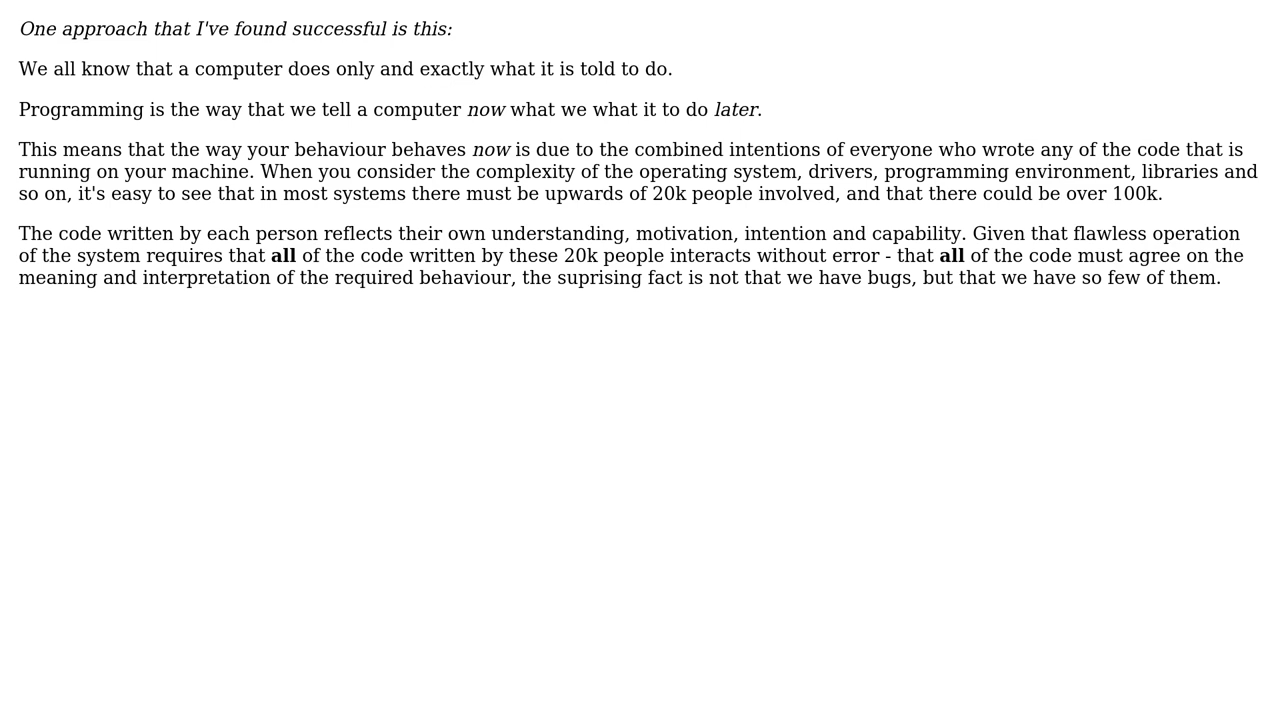 One approach that I've found successful is this:
We all know that a computer does only and exactly what it is told to do.
Programming is the way that we tell a computer now what we what it to do later.
This means that the way your behaviour behaves now is due to the combined intentions of everyone who wrote any of the code that is
running on your machine. When you consider the complexity of the operating system, drivers, programming environment, libraries and
so on, it's easy to see that in most systems there must be upwards of 20k people involved, and that there could be over 100k.
The code written by each person reflects their own understanding, motivation, intention and capability. Given that flawless operation
of the system requires that all of the code written by these 20k people interacts without error - that all of the code must agree on the
meaning and interpretation of the required behaviour, the suprising fact is not that we have bugs, but that we have so few of them.